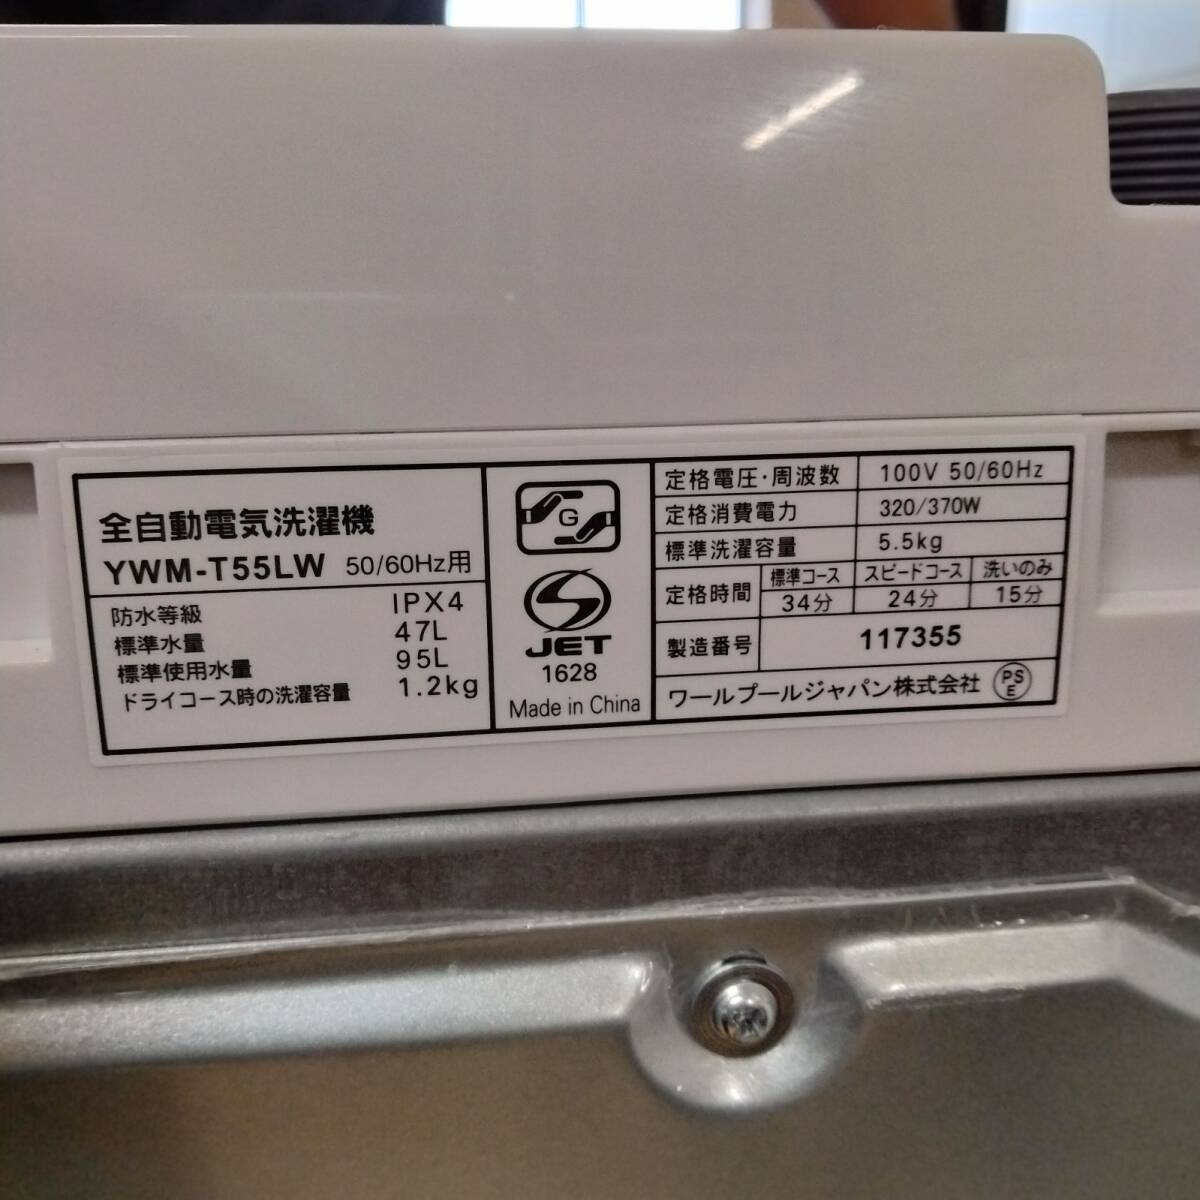 全自動電気洗濯機
YWM-T55LW 50/60Hz用
防水等級 IPX4
標準水量 47L
標準使用水量 95L
ドライコース時の洗濯容量 1.2kg
G
S
JET
1628
Made in China
定格電圧・周波数 100V 50/60Hz
定格消費電力 320/370W
標準洗濯容量 5.5kg
定格時間 標準コース スピードコース 洗いのみ
34分 24分 15分
製造番号 117355
ワールプールジャパン株式会社 PSE